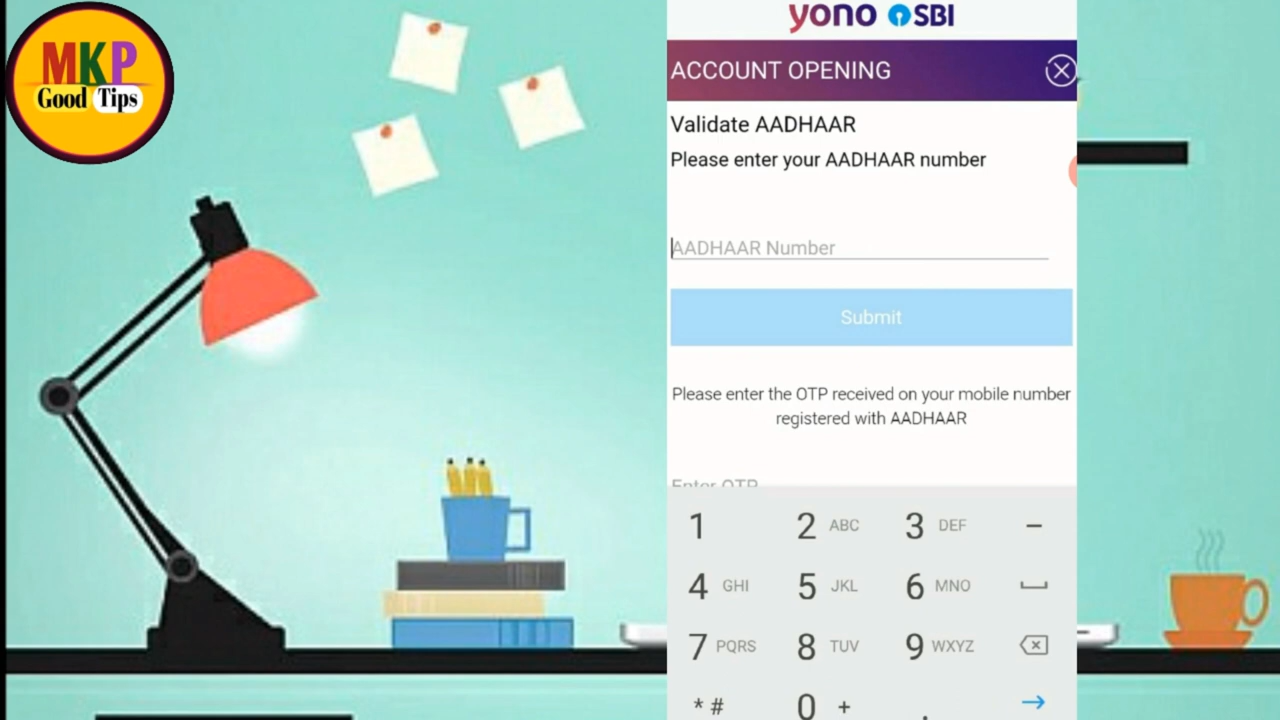 MKP
Good Tips
yono SBI
ACCOUNT OPENING
Validate AADHAAR
Please enter your AADHAAR number
AADHAAR Number
Submit
Please enter the OTP received on your mobile number
registered with AADHAAR
Enter OTP
1 2 ABC 3 DEF –
4 GHI 5 JKL 6 MNO
7 PQRS 8 TUV 9 WXYZ
* # 0 + .